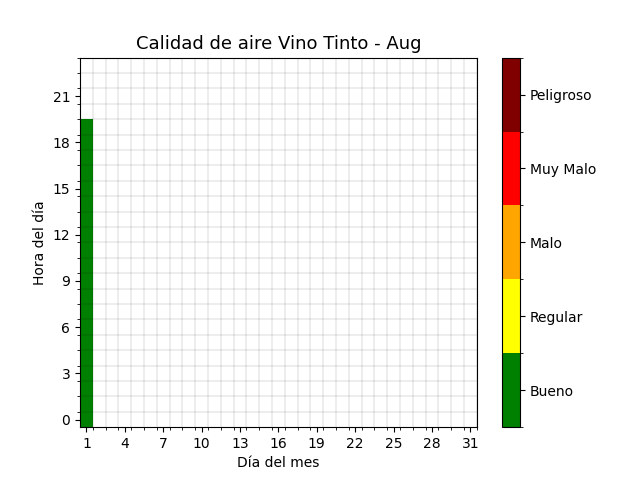 Calidad de aire Vino Tinto - Aug
Hora del día
21
18
15
12
9
6
3
0
1 4 7 10 13 16 19 22 25 28 31
Día del mes
Peligroso
Muy Malo
Malo
Regular
Bueno